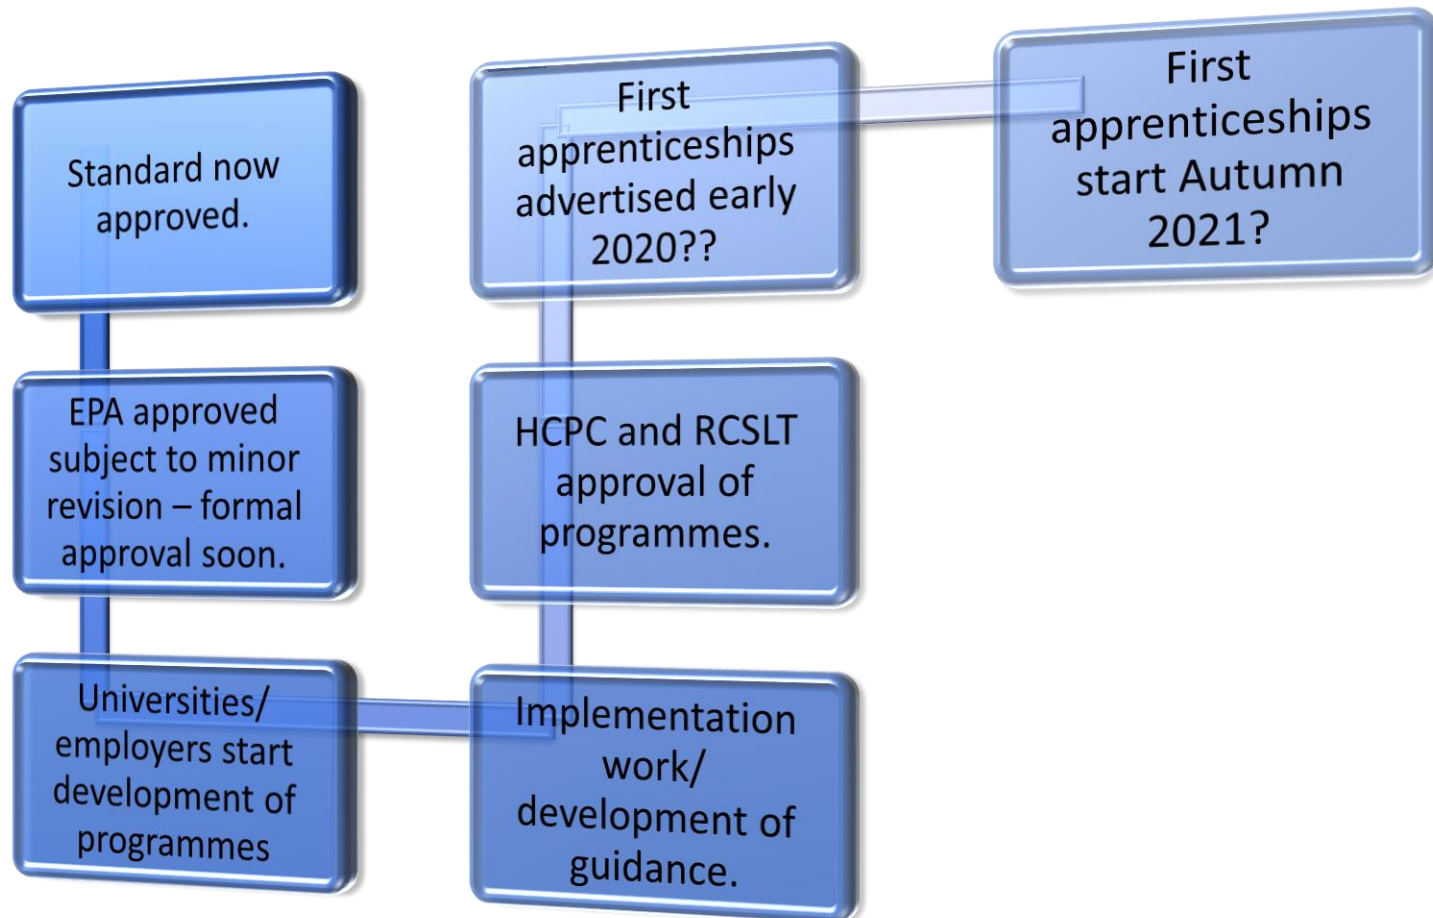 Standard now
approved.
EPA approved
subject to minor
revision – formal
approval soon.
Universities/
employers start
development of
programmes
Implementation
work/
development of
guidance.
HCPC and RCSLT
approval of
programmes.
First
apprenticeships
advertised early
2020??
First
apprenticeships
start Autumn
2021?